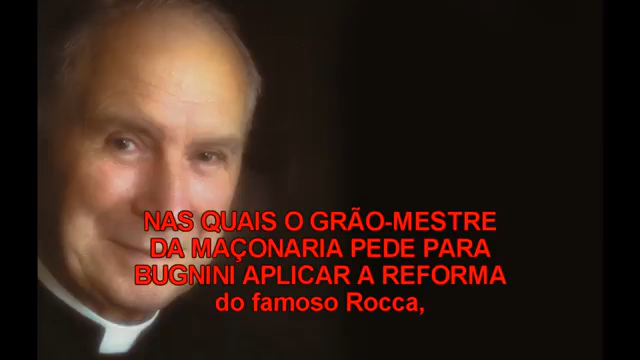 NAS QUAIS O GRÃO-MESTRE
DA MAÇONARIA PEDE PARA
BUGNINI APLICAR A REFORMA
do famoso Rocca,